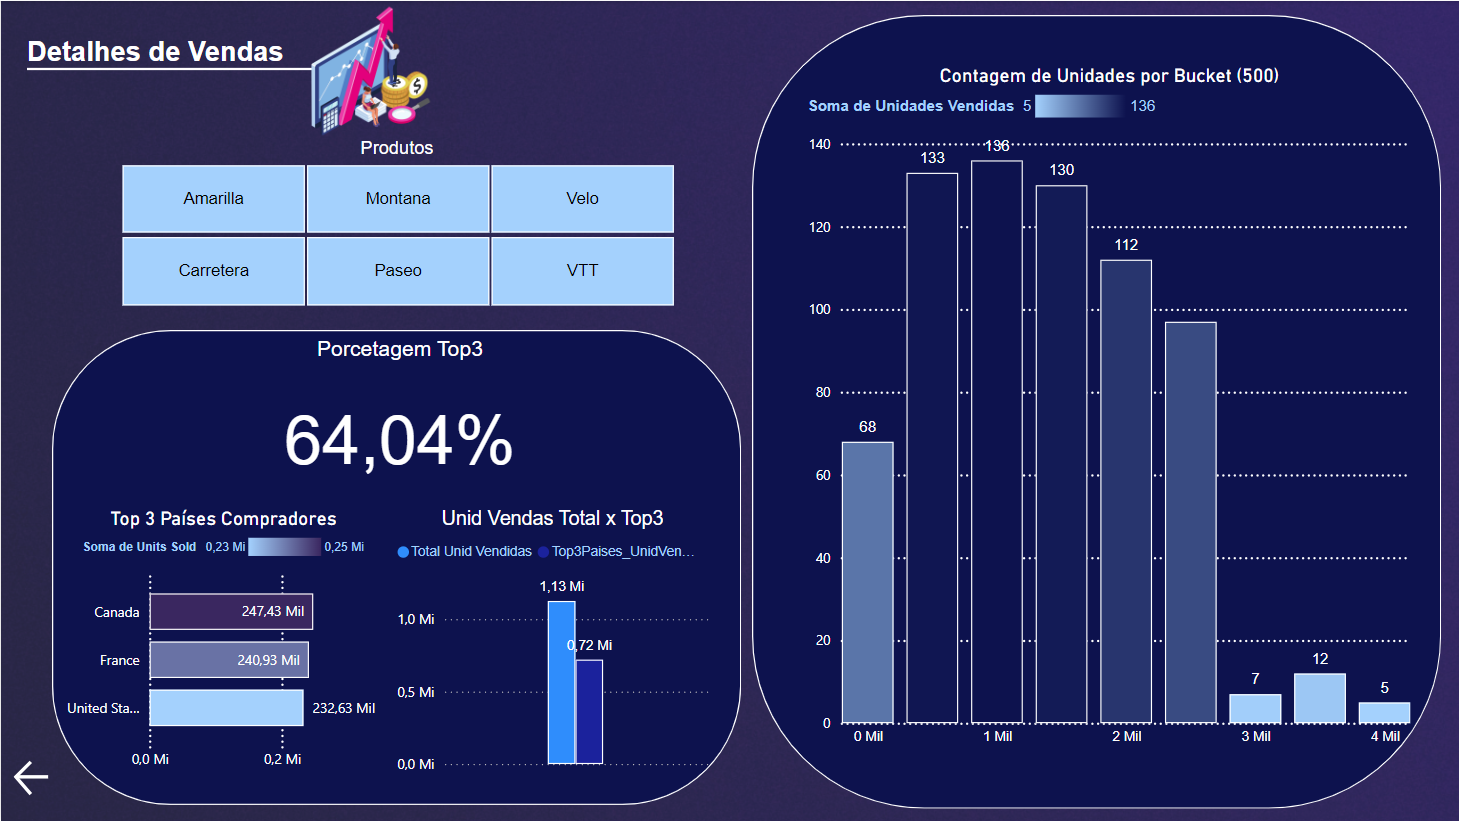 Detalhes de Vendas
$
Produtos
Amarilla
Montana
Velo
Carretera
Paseo
VTT
Porcetagem Top3
64,04%
Top 3 Países Compradores
Soma de Units Sold 0,23 Mi 0,25 Mi
Canada
247,43 Mil
France
240,93 Mil
United Sta...
232,63 Mil
0,0 Mi
0,2 Mi
Unid Vendas Total x Top3
Total Unid Vendidas
Top3Paises_UnidVen...
1,13 Mi
0,72 Mi
1,0 Mi
0,5 Mi
0,0 Mi
Contagem de Unidades por Bucket (500)
Soma de Unidades Vendidas 5 136
140
120
100
80
60
40
20
0
68
133
136
130
112
7
12
5
0 Mil
1 Mil
2 Mil
3 Mil
4 Mil